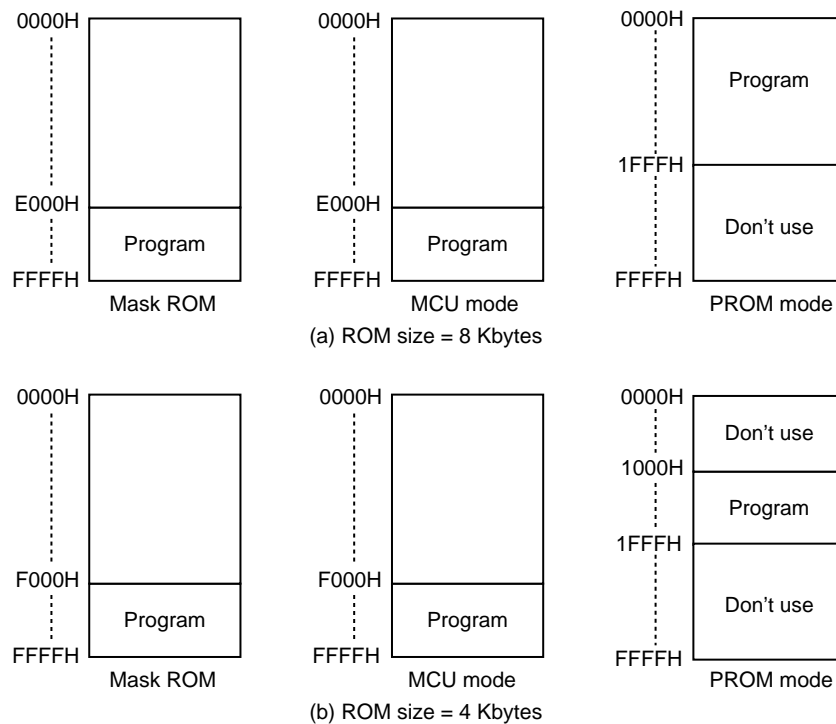 0000H
E000H
Program
FFFFH
Mask ROM
0000H
E000H
Program
FFFFH
MCU mode
0000H
Program
1FFFH
Don't use
FFFFH
PROM mode
(a) ROM size = 8 Kbytes
0000H
F000H
Program
FFFFH
Mask ROM
0000H
F000H
Program
FFFFH
MCU mode
0000H
Don't use
1000H
Program
1FFFH
Don't use
FFFFH
PROM mode
(b) ROM size = 4 Kbytes